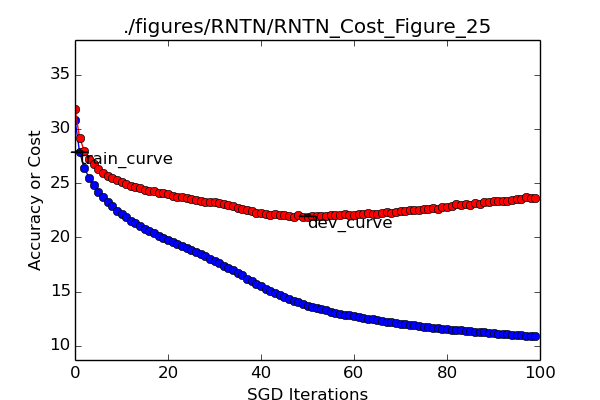 ./figures/RNTN/RNTN_Cost_Figure_25
35
30
25
20
15
10
train_curve
dev_curve
0
20
40
60
80
100
SGD Iterations
Accuracy or Cost